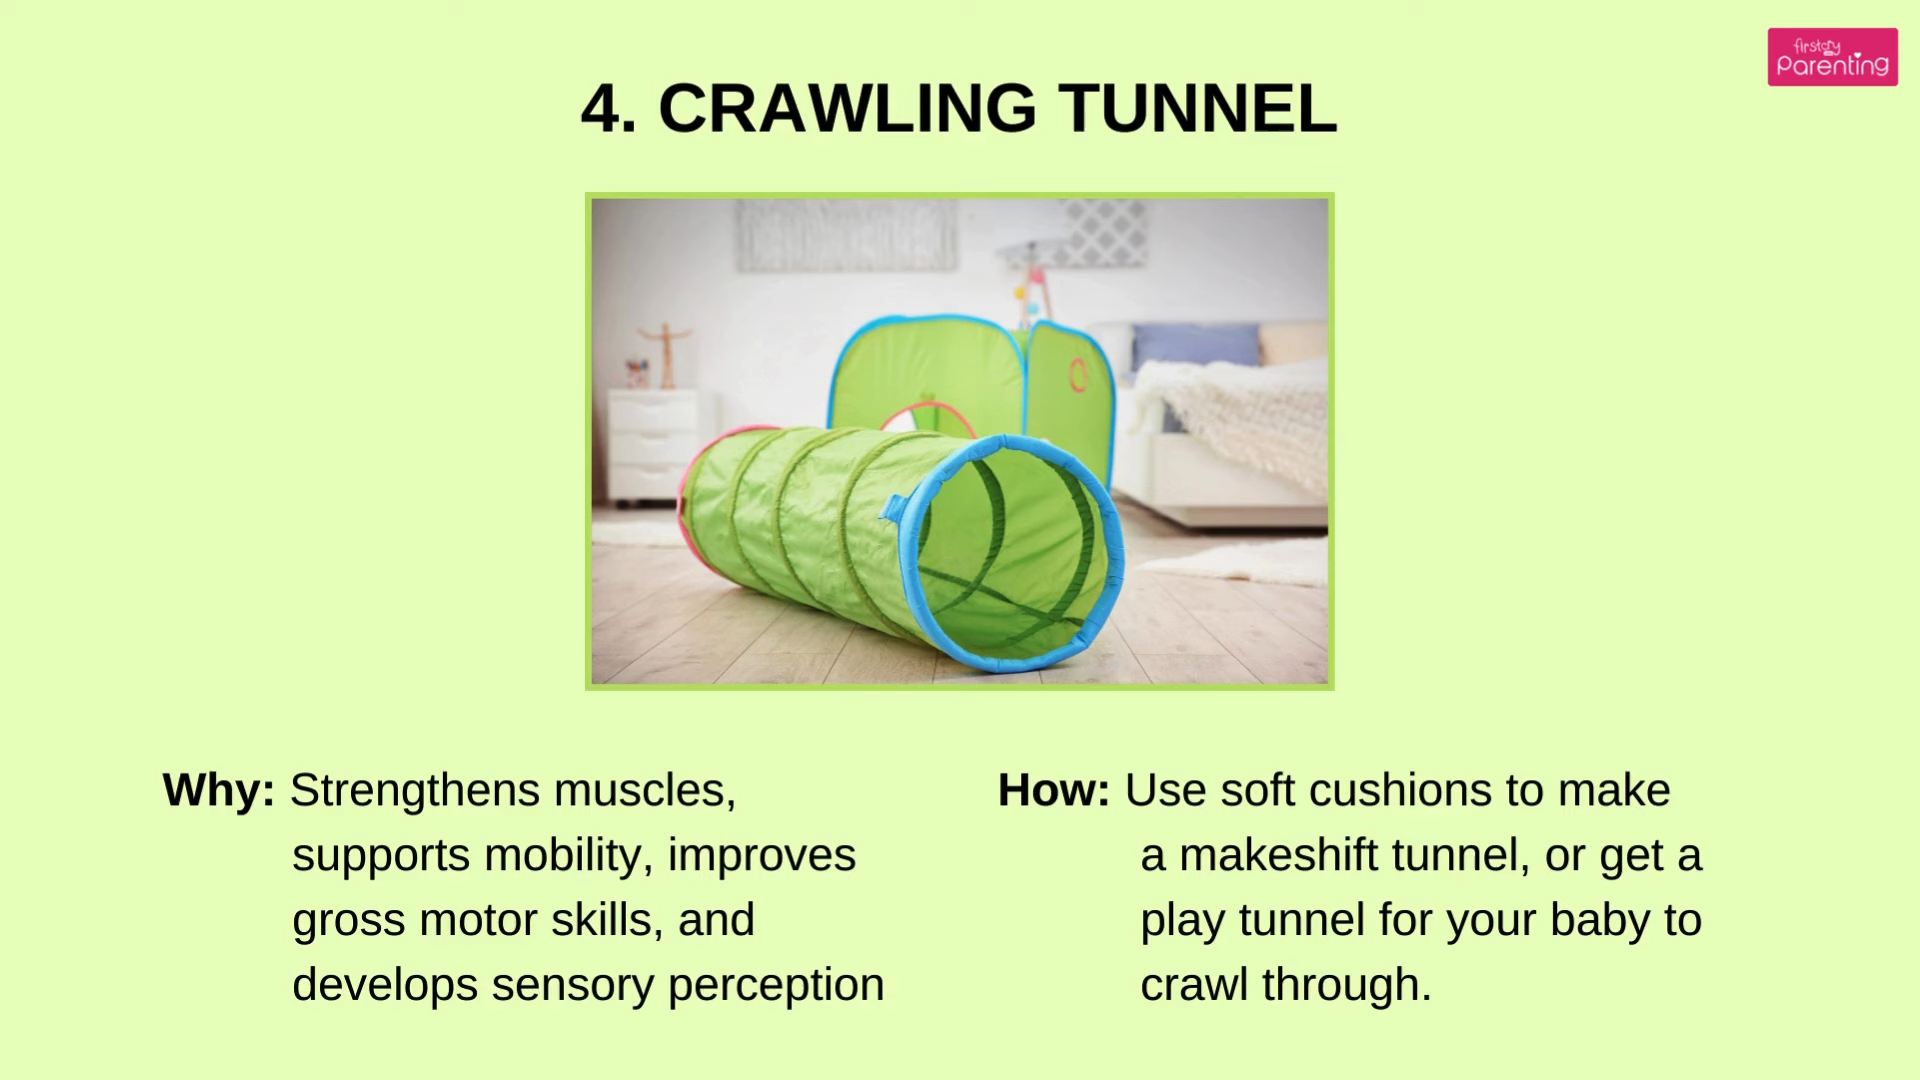 firstcry
Parenting
4. CRAWLING TUNNEL
Why: Strengthens muscles,
supports mobility, improves
gross motor skills, and
develops sensory perception
How: Use soft cushions to make
a makeshift tunnel, or get a
play tunnel for your baby to
crawl through.